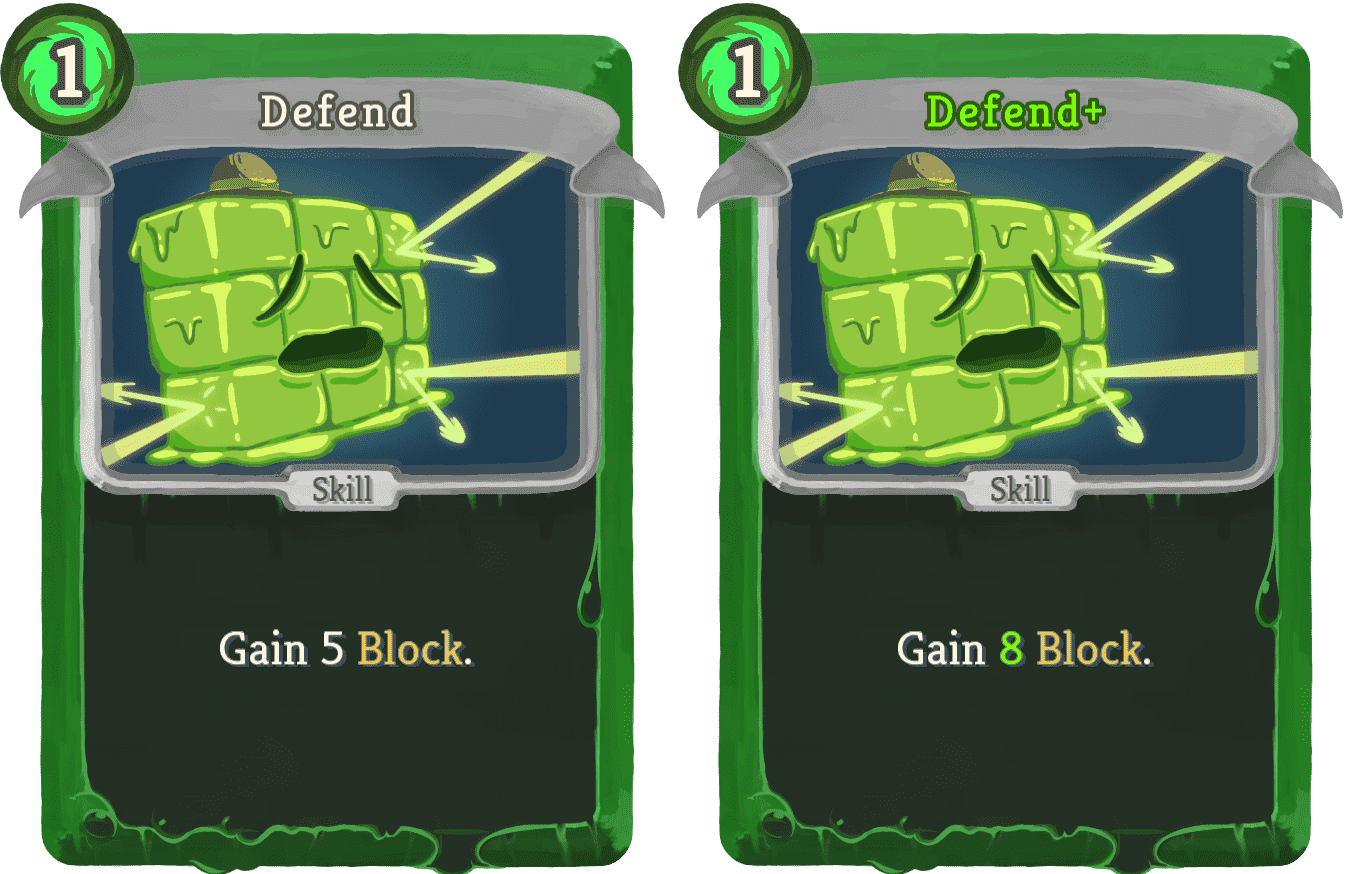 1
Defend
Skill
Gain 5 Block.
1
Defend+
Skill
Gain 8 Block.